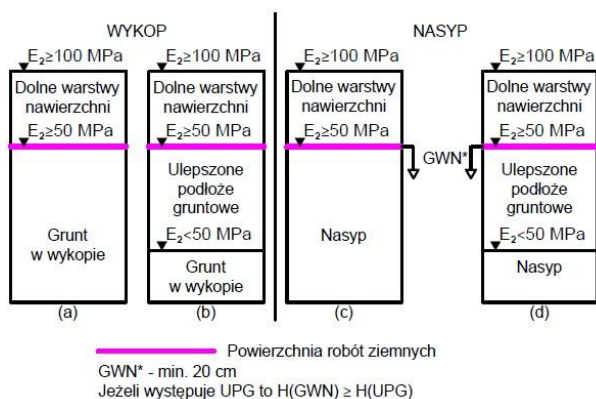 WYKOP
NASYP
E2≥100 MPa
E2≥100 MPa
E2≥100 MPa
E2≥100 MPa
Dolne warstwy
nawierzchni
Dolne warstwy
nawierzchni
Dolne warstwy
nawierzchni
Dolne warstwy
nawierzchni
E2≥50 MPa
E2≥50 MPa
E2≥50 MPa
E2≥50 MPa
GWN*
Grunt
w wykopie
Ulepszone
podłoże
gruntowe
E2<50 MPa
Grunt
w wykopie
Nasyp
Ulepszone
podłoże
gruntowe
E2<50 MPa
Nasyp
(a)
(b)
(c)
(d)
Powierzchnia robót ziemnych
GWN* - min. 20 cm
Jeżeli występuje UPG to H(GWN) ≥ H(UPG)